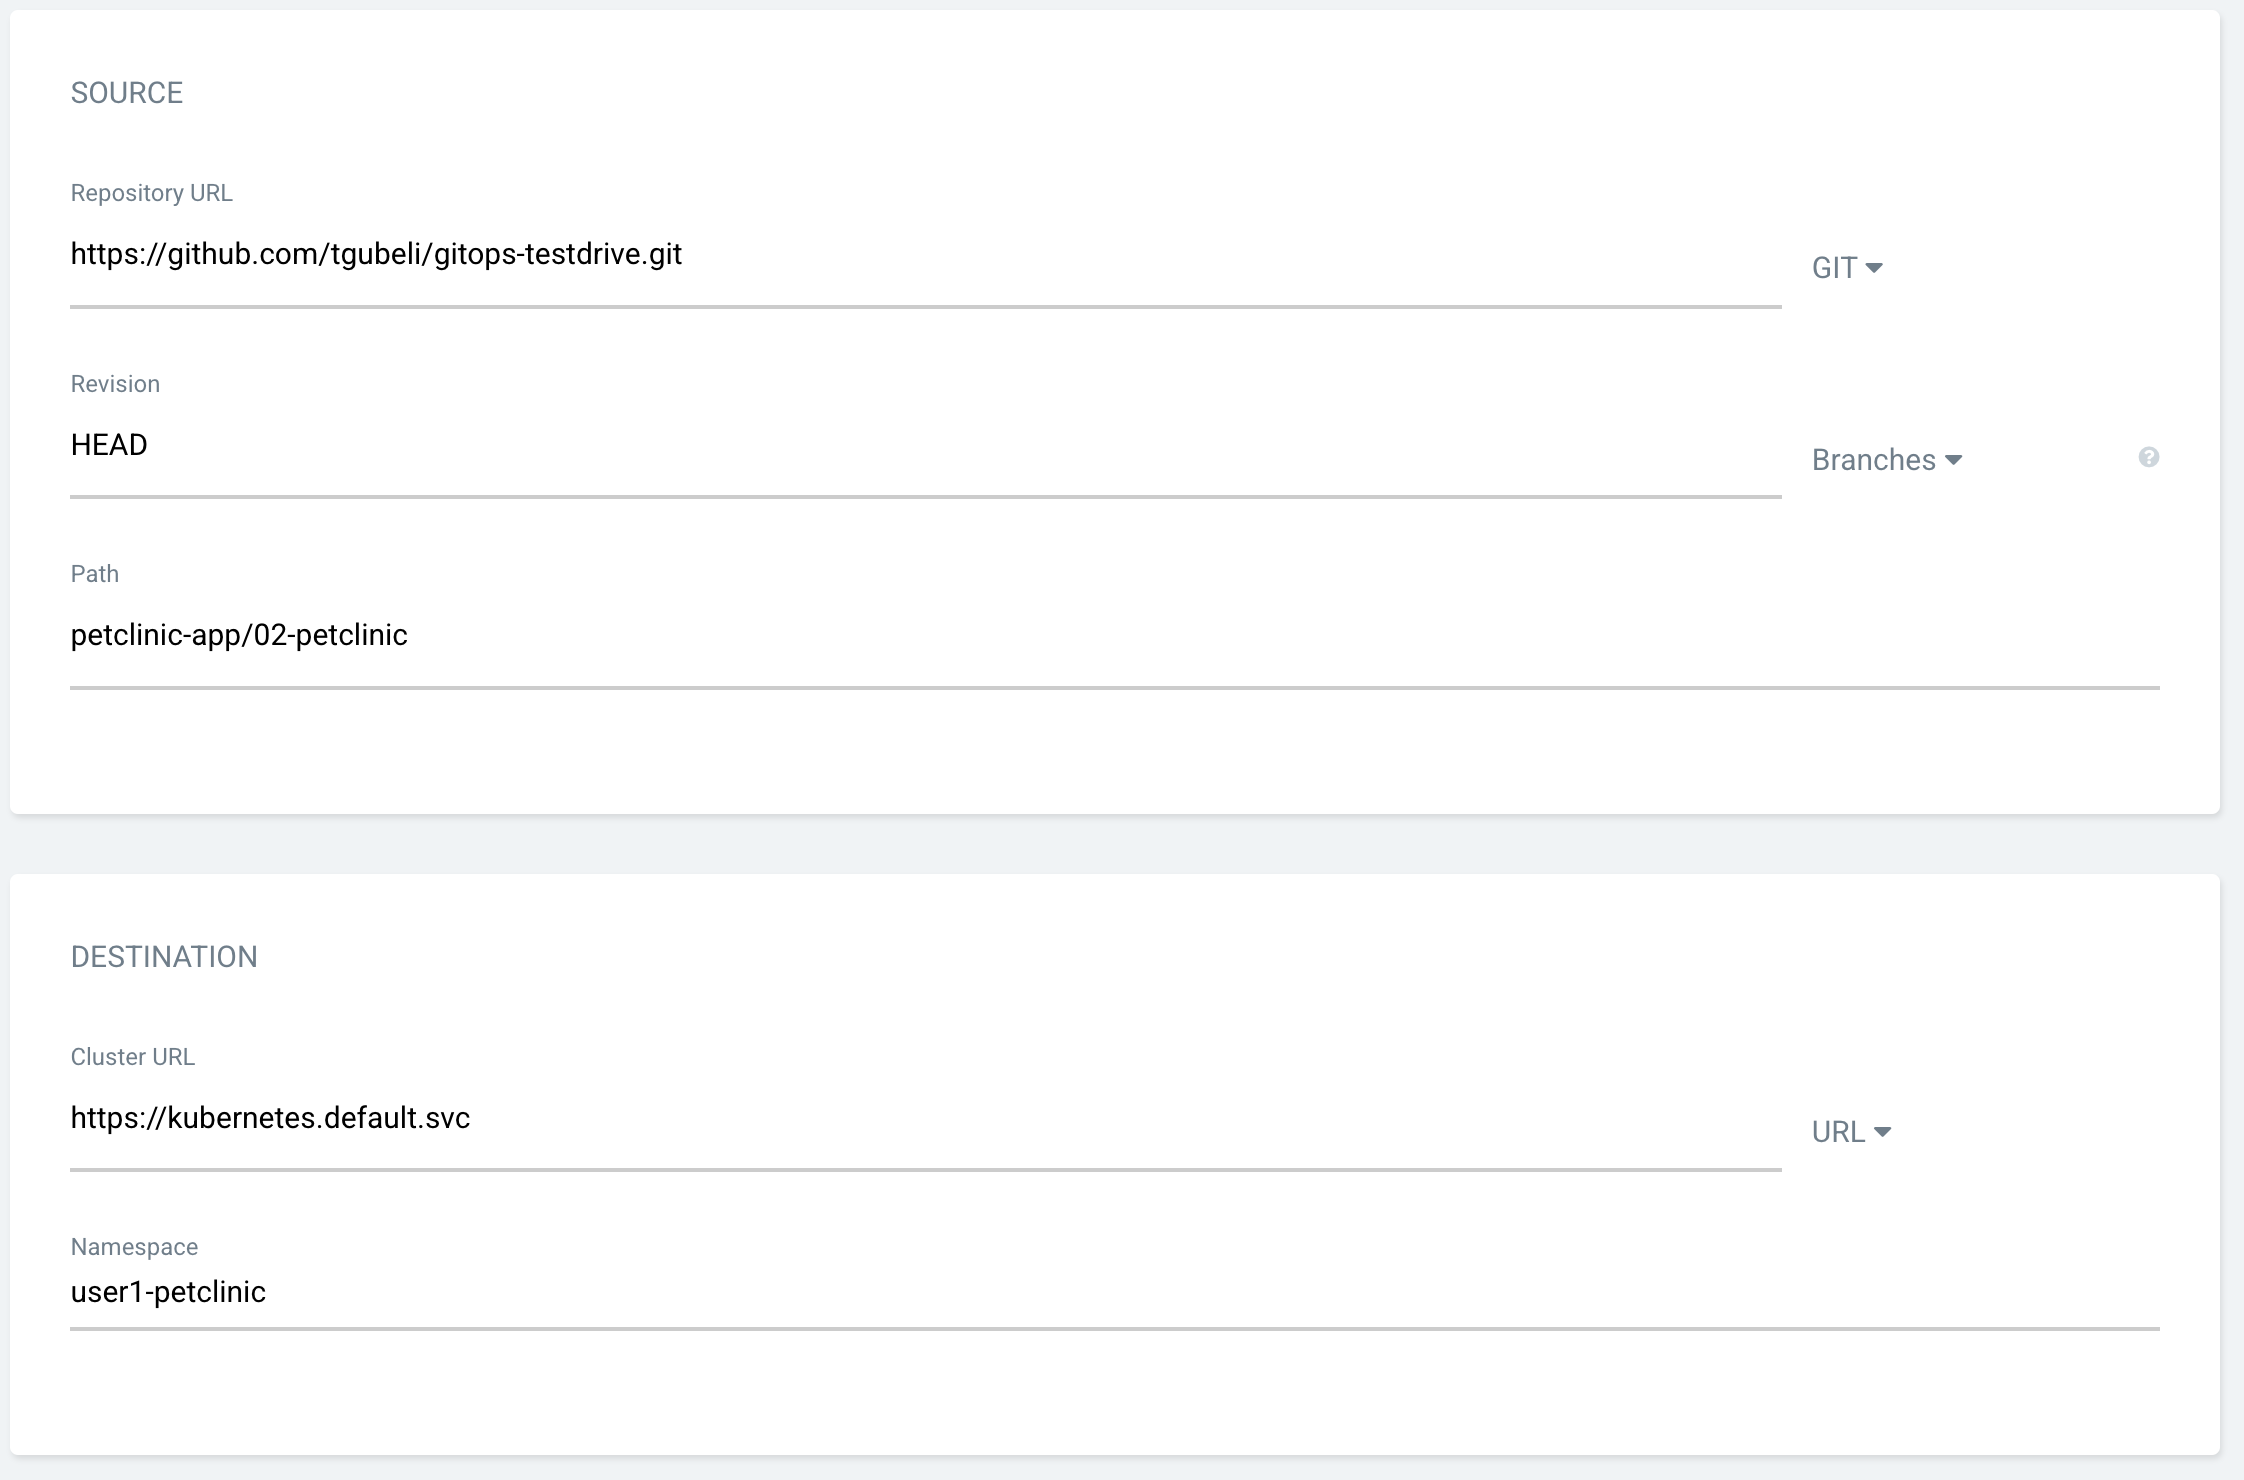 SOURCE
Repository URL
https://github.com/tgubeli/gitops-testdrive.git
GIT
Revision
HEAD
Branches
?
Path
petclinic-app/02-petclinic
DESTINATION
Cluster URL
https://kubernetes.default.svc
URL
Namespace
user1-petclinic